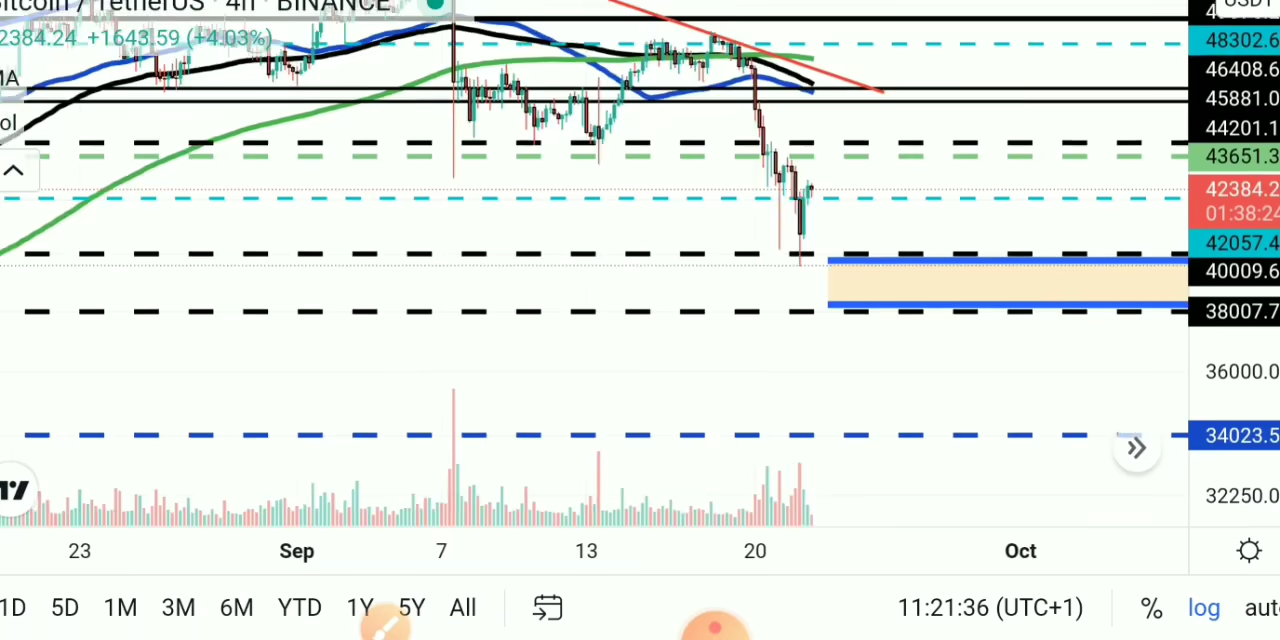 itcoin / TetherUS · 4h · BINANCE
USDT
2384.24 +1643.59 (+4.03%)
48302.6
MA
46408.6
45881.0
ol
44201.1
43651.3
42384.2
01:38:24
42057.4
40009.6
38007.7
36000.0
34023.5
32250.0
23 Sep 7 13 20 Oct
1D 5D 1M 3M 6M YTD 1Y 5Y All 11:21:36 (UTC+1) % log aut